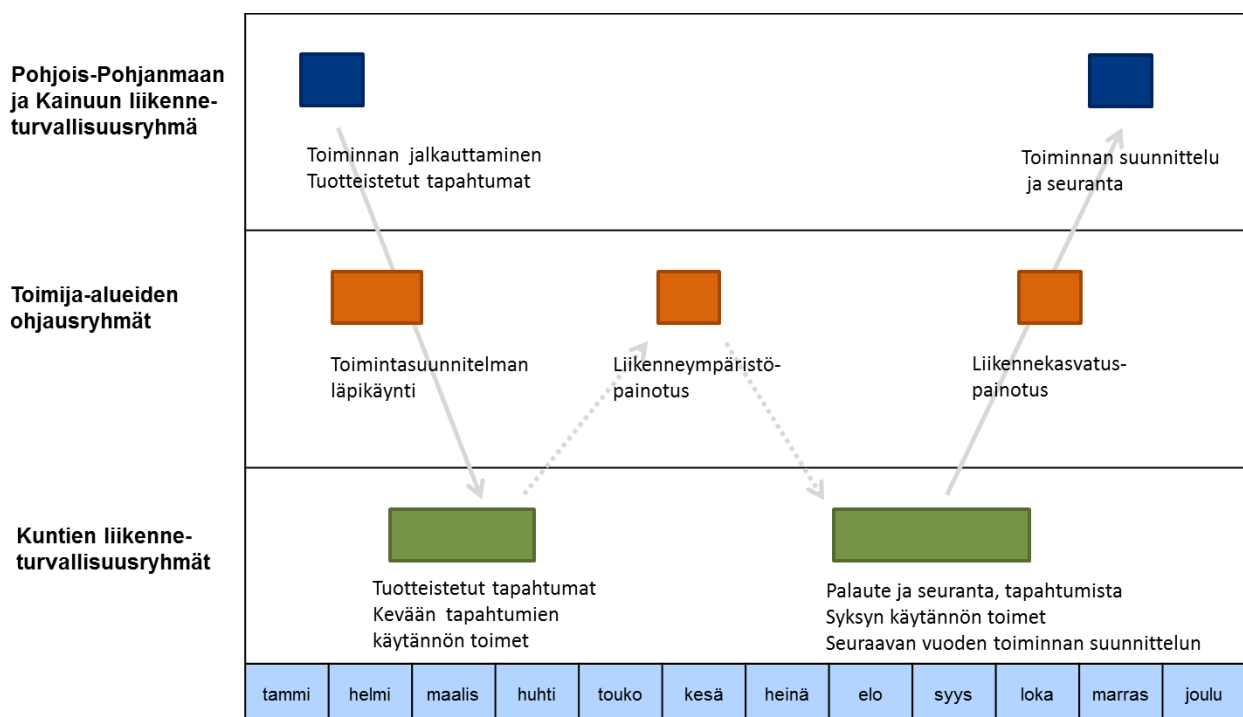 Pohjois-Pohjanmaan
ja Kainuun liikenne-
turvallisuusryhmä
Toiminnan jalkauttaminen
Tuotteistetut tapahtumat
Toiminnan suunnittelu
ja seuranta
Toimija-alueiden
ohjausryhmät
Toimintasuunnitelman
läpikäynti
Liikenneympäristö-
painotus
Liikennekasvatus-
painotus
Kuntien liikenne-
turvallisuusryhmät
Tuotteistetut tapahtumat
Kevään tapahtumien
käytännön toimet
Palaute ja seuranta, tapahtumista
Syksyn käytännön toimet
Seuraavan vuoden toiminnan suunnittelun
tammi helmi maalis huhti touko kesä heinä elo syys loka marras joulu